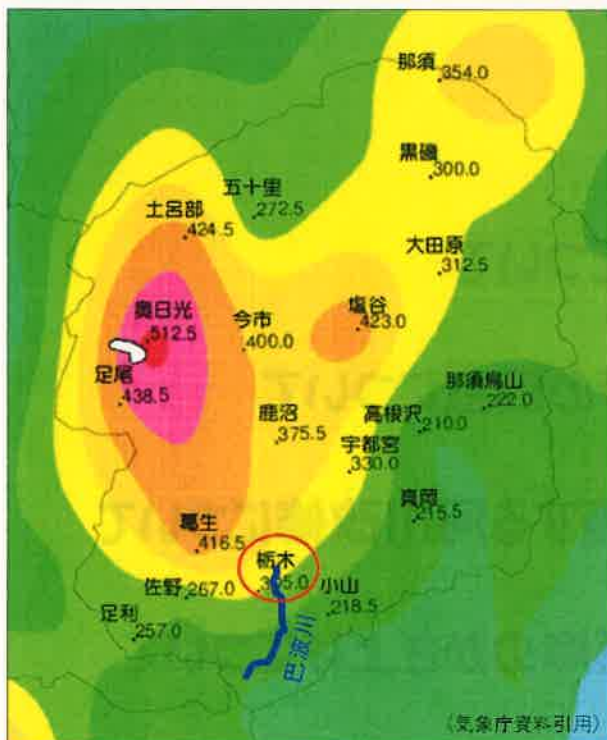 那須
354.0
黒磯
300.0
五十里
272.5
土呂部
424.5
大田原
312.5
奥日光
512.5
今市
400.0
塩谷
423.0
足尾
438.5
那須烏山
222.0
高根沢
210.0
鹿沼
375.5
宇都宮
330.0
真岡
215.5
葛生
416.5
栃木
佐野
267.0
小山
218.5
足利
257.0
巴波川
(気象庁資料引用)